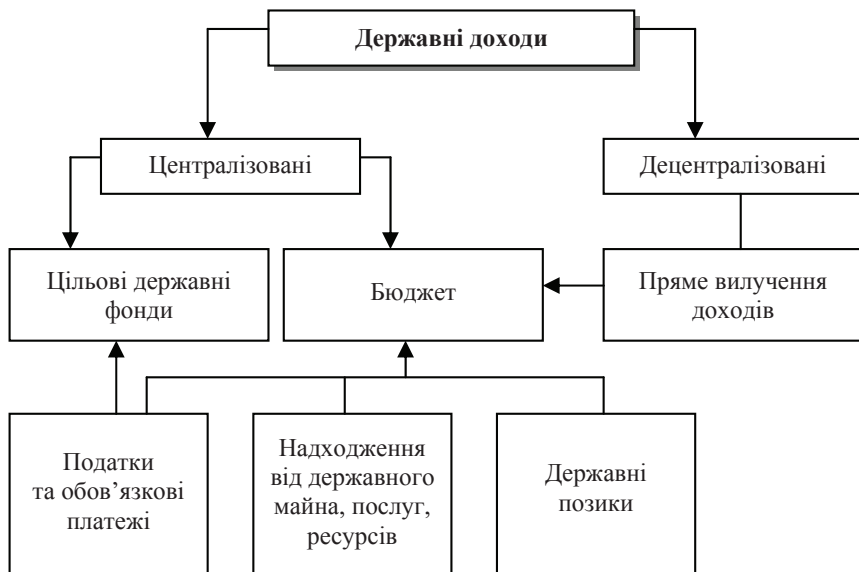 Державні доходи
Централізовані
Децентралізовані
Цільові державні
фонди
Бюджет
Пряме вилучення
доходів
Податки
та обов’язкові
платежі
Надходження
від державного
майна, послуг,
ресурсів
Державні
позики